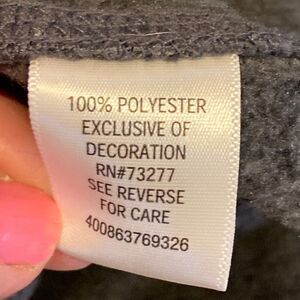 100% POLYESTER
EXCLUSIVE OF
DECORATION
RN#73277
SEE REVERSE
FOR CARE
400863769326